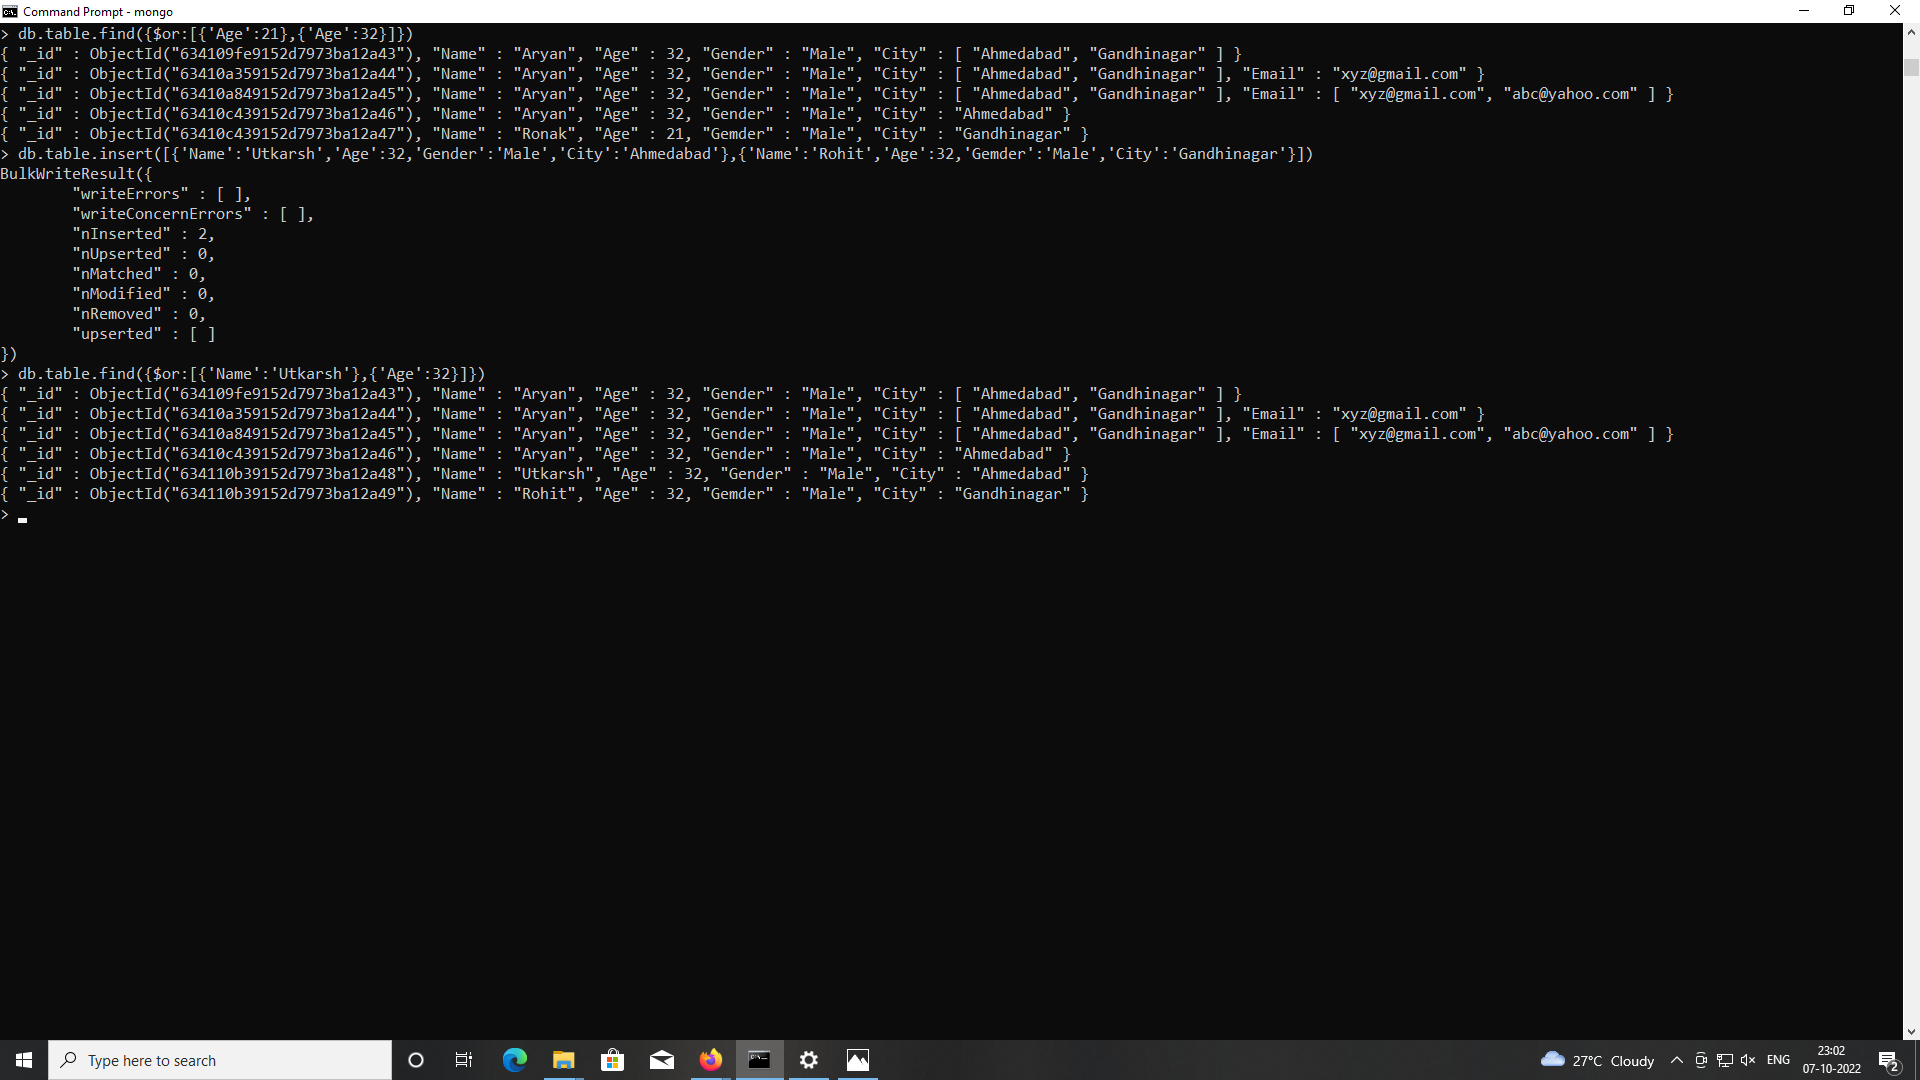 Command Prompt - mongo
> db.table.find({$or:[{'Age':21},{'Age':32}]})
{ "_id" : ObjectId("634109fe9152d7973ba12a43"), "Name" : "Aryan", "Age" : 32, "Gender" : "Male", "City" : [ "Ahmedabad", "Gandhinagar" ] }
{ "_id" : ObjectId("63410a359152d7973ba12a44"), "Name" : "Aryan", "Age" : 32, "Gender" : "Male", "City" : [ "Ahmedabad", "Gandhinagar" ], "Email" : "xyz@gmail.com" }
{ "_id" : ObjectId("63410a849152d7973ba12a45"), "Name" : "Aryan", "Age" : 32, "Gender" : "Male", "City" : [ "Ahmedabad", "Gandhinagar" ], "Email" : [ "xyz@gmail.com", "abc@yahoo.com" ] }
{ "_id" : ObjectId("63410c439152d7973ba12a46"), "Name" : "Aryan", "Age" : 32, "Gender" : "Male", "City" : "Ahmedabad" }
{ "_id" : ObjectId("63410c439152d7973ba12a47"), "Name" : "Ronak", "Age" : 21, "Gemder" : "Male", "City" : "Gandhinagar" }
> db.table.insert([{'Name':'Utkarsh','Age':32,'Gender':'Male','City':'Ahmedabad'},{'Name':'Rohit','Age':32,'Gemder':'Male','City':'Gandhinagar'}])
BulkWriteResult({
"writeErrors" : [ ],
"writeConcernErrors" : [ ],
"nInserted" : 2,
"nUpserted" : 0,
"nMatched" : 0,
"nModified" : 0,
"nRemoved" : 0,
"upserted" : [ ]
})
> db.table.find({$or:[{'Name':'Utkarsh'},{'Age':32}]})
{ "_id" : ObjectId("634109fe9152d7973ba12a43"), "Name" : "Aryan", "Age" : 32, "Gender" : "Male", "City" : [ "Ahmedabad", "Gandhinagar" ] }
{ "_id" : ObjectId("63410a359152d7973ba12a44"), "Name" : "Aryan", "Age" : 32, "Gender" : "Male", "City" : [ "Ahmedabad", "Gandhinagar" ], "Email" : "xyz@gmail.com" }
{ "_id" : ObjectId("63410a849152d7973ba12a45"), "Name" : "Aryan", "Age" : 32, "Gender" : "Male", "City" : [ "Ahmedabad", "Gandhinagar" ], "Email" : [ "xyz@gmail.com", "abc@yahoo.com" ] }
{ "_id" : ObjectId("63410c439152d7973ba12a46"), "Name" : "Aryan", "Age" : 32, "Gender" : "Male", "City" : "Ahmedabad" }
{ "_id" : ObjectId("634110b39152d7973ba12a48"), "Name" : "Utkarsh", "Age" : 32, "Gender" : "Male", "City" : "Ahmedabad" }
{ "_id" : ObjectId("634110b39152d7973ba12a49"), "Name" : "Rohit", "Age" : 32, "Gemder" : "Male", "City" : "Gandhinagar" }
>
Type here to search
27°C Cloudy
ENG
23:02
07-10-2022
2